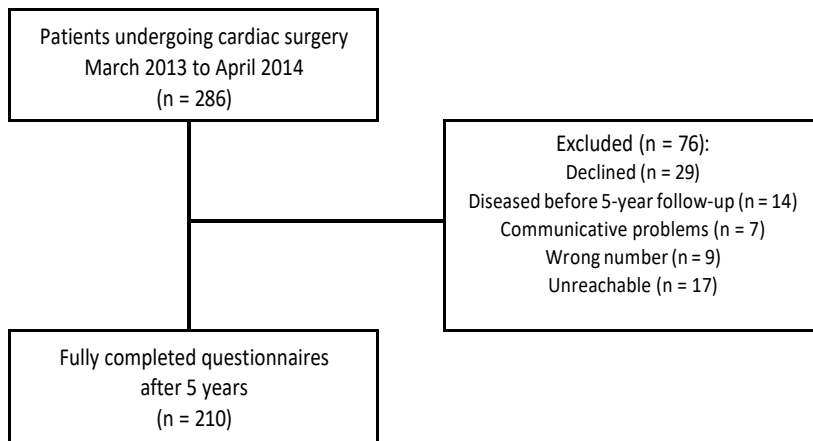 Patients undergoing cardiac surgery
March 2013 to April 2014
(n = 286)
Excluded (n = 76):
Declined (n = 29)
Diseased before 5-year follow-up (n = 14)
Communicative problems (n = 7)
Wrong number (n = 9)
Unreachable (n = 17)
Fully completed questionnaires
after 5 years
(n = 210)